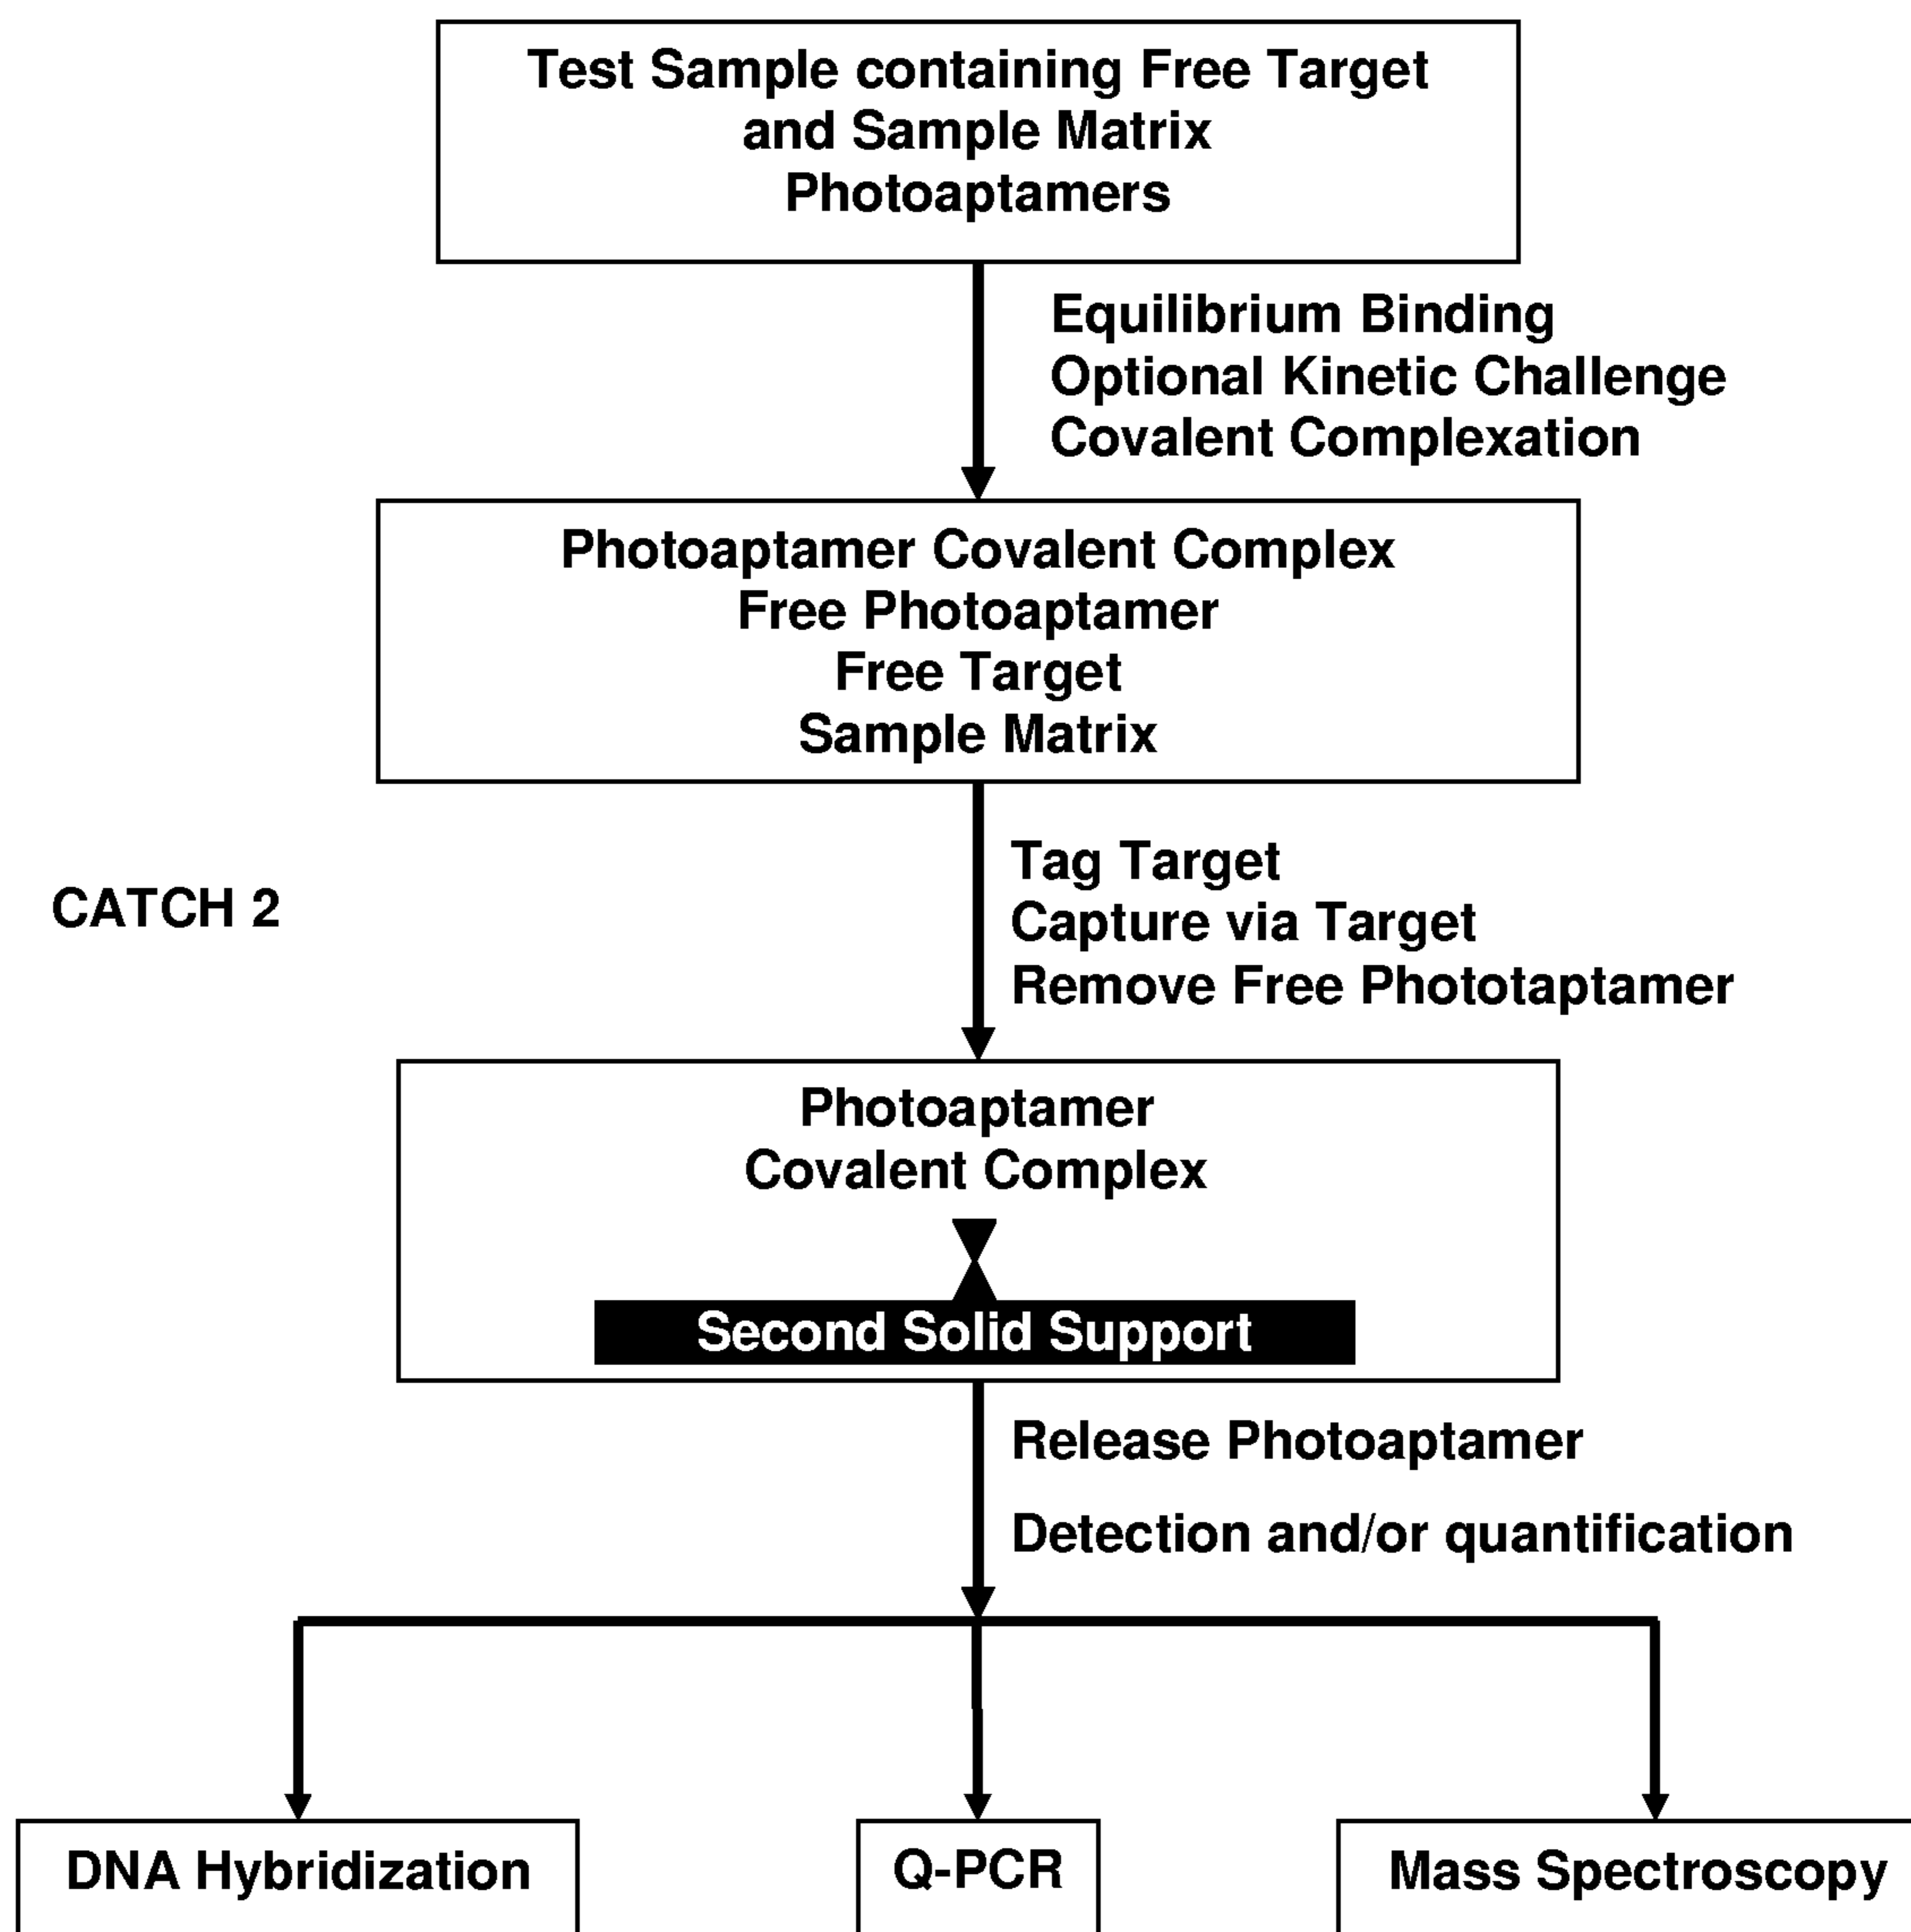 Test Sample containing Free Target
and Sample Matrix
Photoaptamers
Equilibrium Binding
Optional Kinetic Challenge
Covalent Complexation
Photoaptamer Covalent Complex
Free Photoaptamer
Free Target
Sample Matrix
CATCH 2
Tag Target
Capture via Target
Remove Free Phototaptamer
Photoaptamer
Covalent Complex
Second Solid Support
Release Photoaptamer
Detection and/or quantification
DNA Hybridization
Q-PCR
Mass Spectroscopy